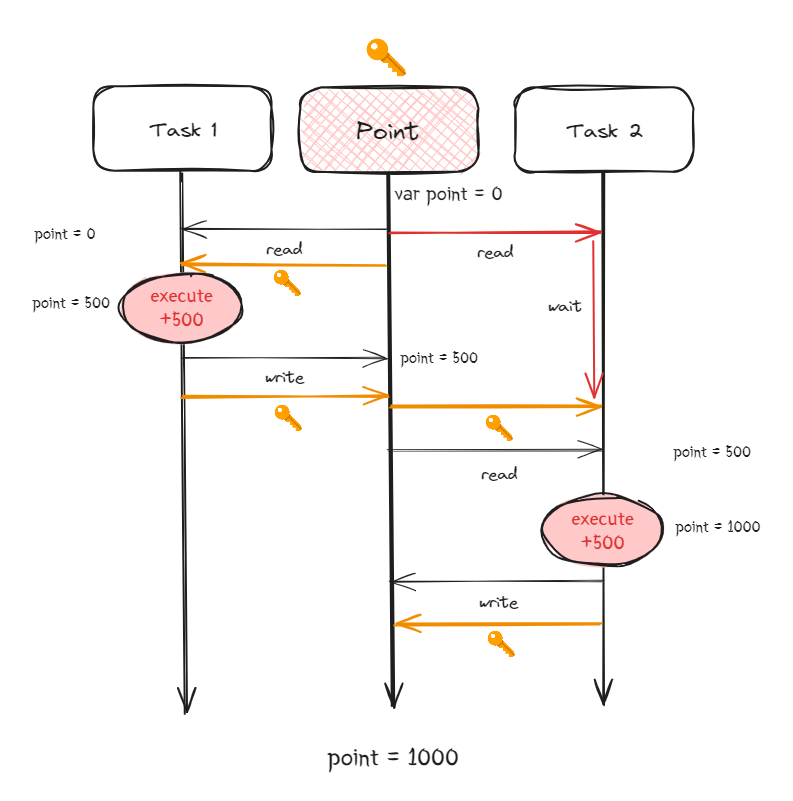 Task 1
Point
Task 2
var point = 0
point = 0
read
read
point = 500
execute
+500
wait
point = 500
write
point = 500
read
execute
+500
point = 1000
write
point = 1000